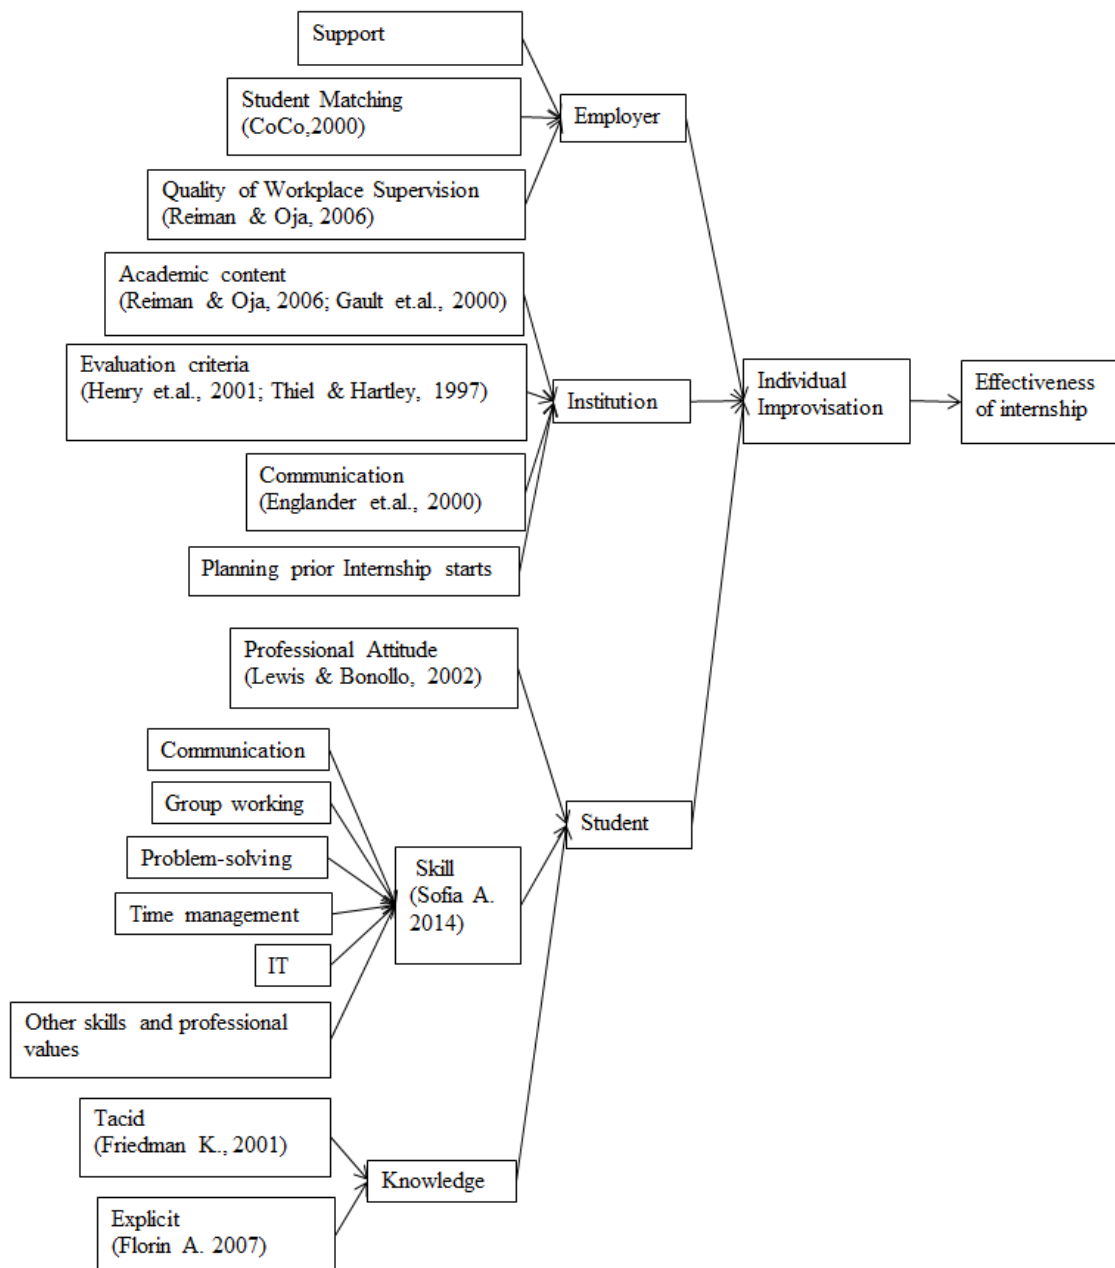 Support
Student Matching
(CoCo,2000)
Employer
Quality of Workplace Supervision
(Reiman & Oja, 2006)
Academic content
(Reiman & Oja, 2006; Gault et.al., 2000)
Evaluation criteria
(Henry et.al., 2001; Thiel & Hartley, 1997)
Institution
Individual
Improvisation
Effectiveness
of internship
Communication
(Englander et.al., 2000)
Planning prior Internship starts
Professional Attitude
(Lewis & Bonollo, 2002)
Communication
Group working
Problem-solving
Time management
IT
Other skills and professional
values
Skill
(Sofia A.
2014)
Student
Tacid
(Friedman K., 2001)
Explicit
(Florin A. 2007)
Knowledge